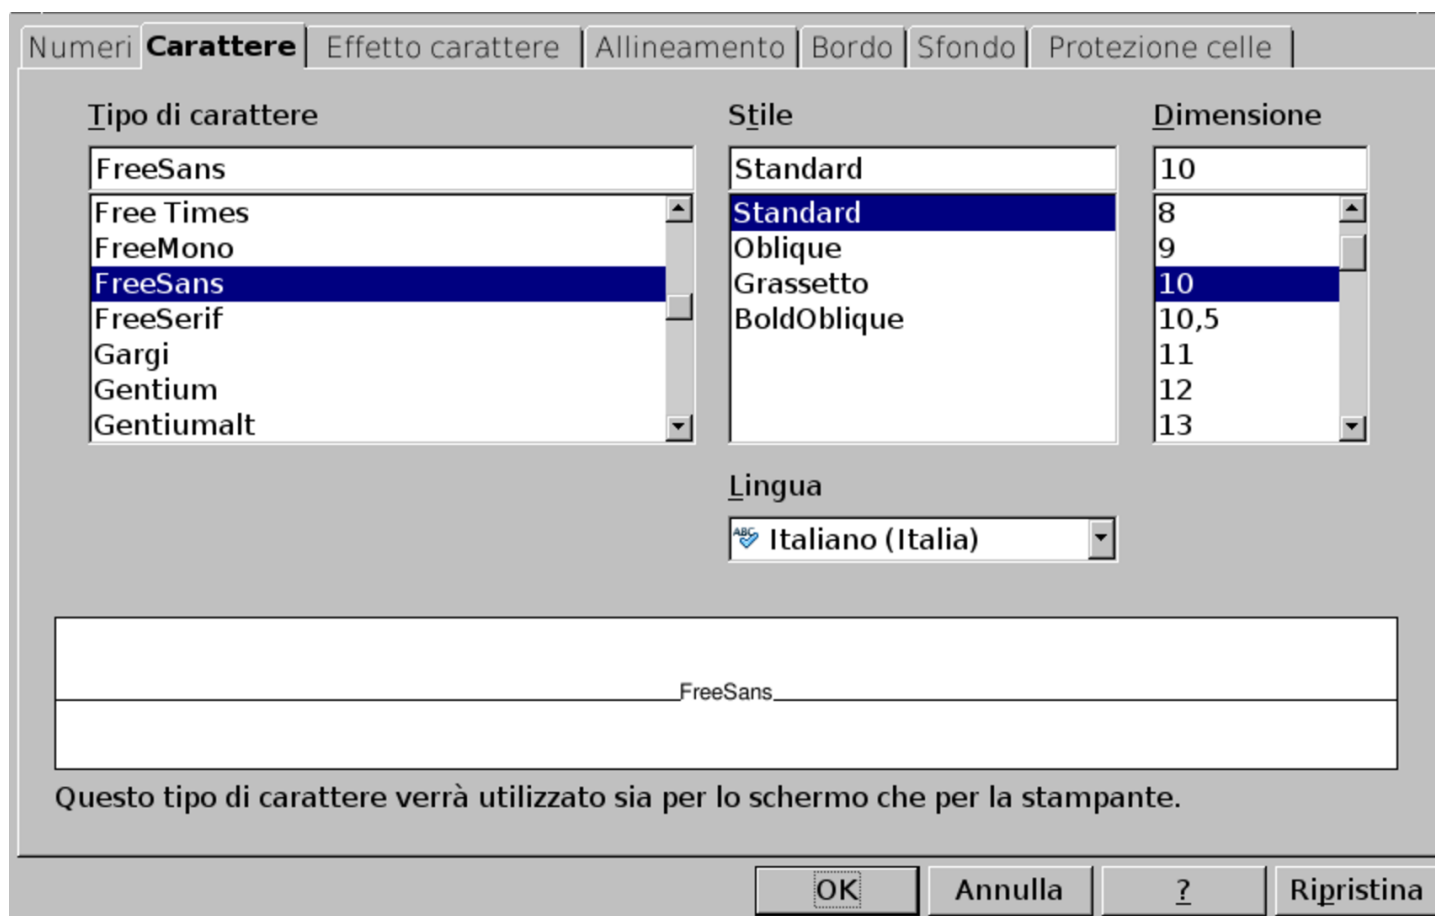 Numeri Carattere Effetto carattere Allineamento Bordo Sfondo Protezione celle
Tipo di carattere Stile Dimensione
FreeSans Standard 10
Free Times Standard 8
FreeMono Oblique 9
FreeSans Grassetto 10
FreeSerif BoldOblique 10,5
Gargi 11
Gentium 12
Gentiumalt 13
Lingua
ABC Italiano (Italia)
FreeSans
Questo tipo di carattere verrà utilizzato sia per lo schermo che per la stampante.
OK Annulla ? Ripristina